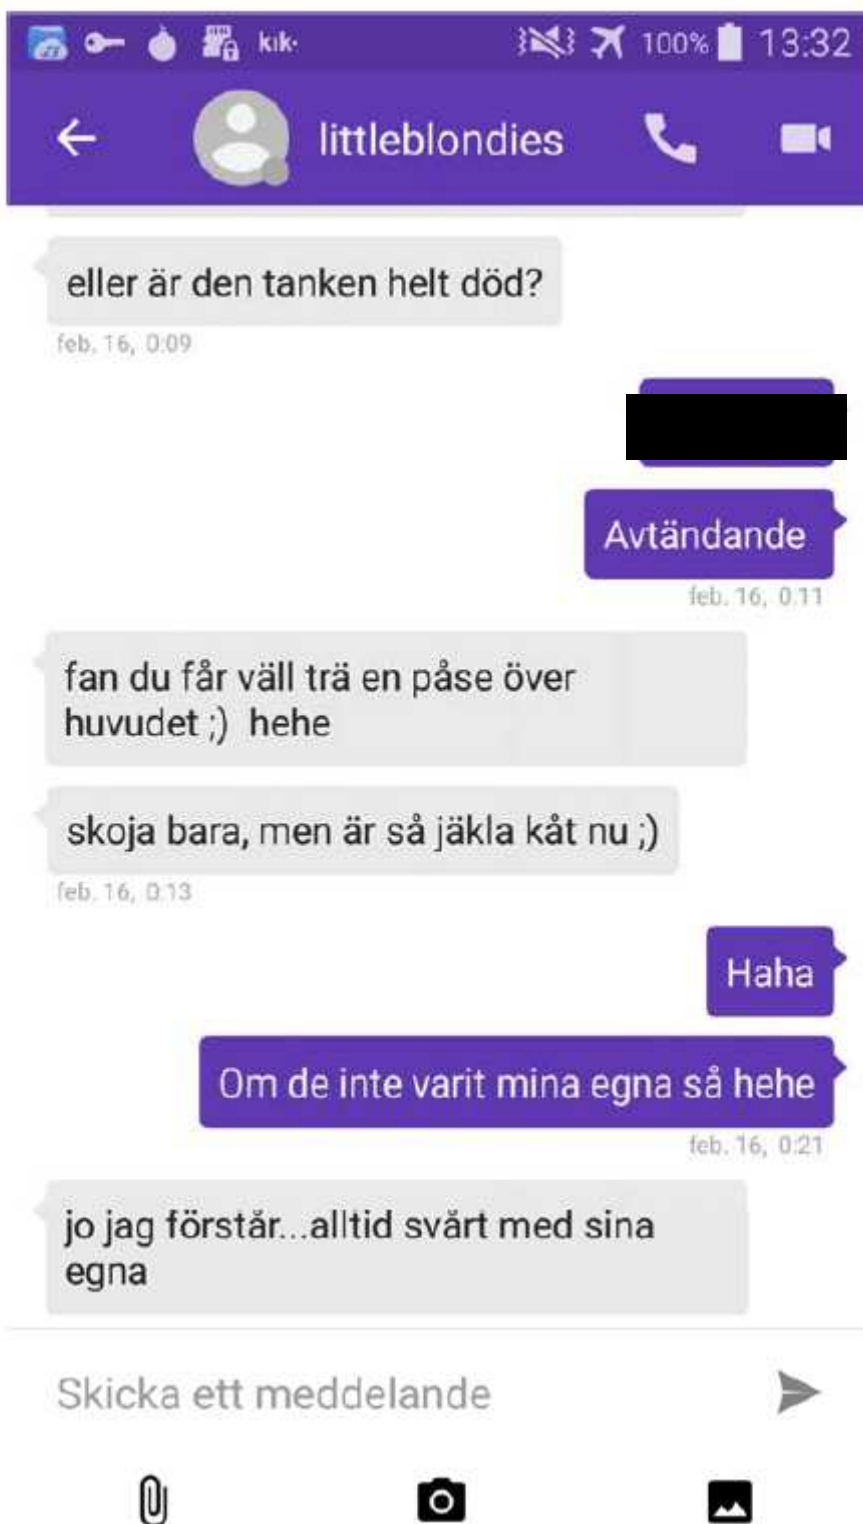 kik·
100%
13:32
littleblondies
eller är den tanken helt död?
feb. 16, 0:09
Avtändande
feb. 16, 0:11
fan du får väll trä en påse över
huvudet ;) hehe
skoja bara, men är så jäkla kåt nu ;)
feb. 16, 0:13
Haha
Om de inte varit mina egna så hehe
feb. 16, 0:21
jo jag förstår...alltid svårt med sina
egna
Skicka ett meddelande